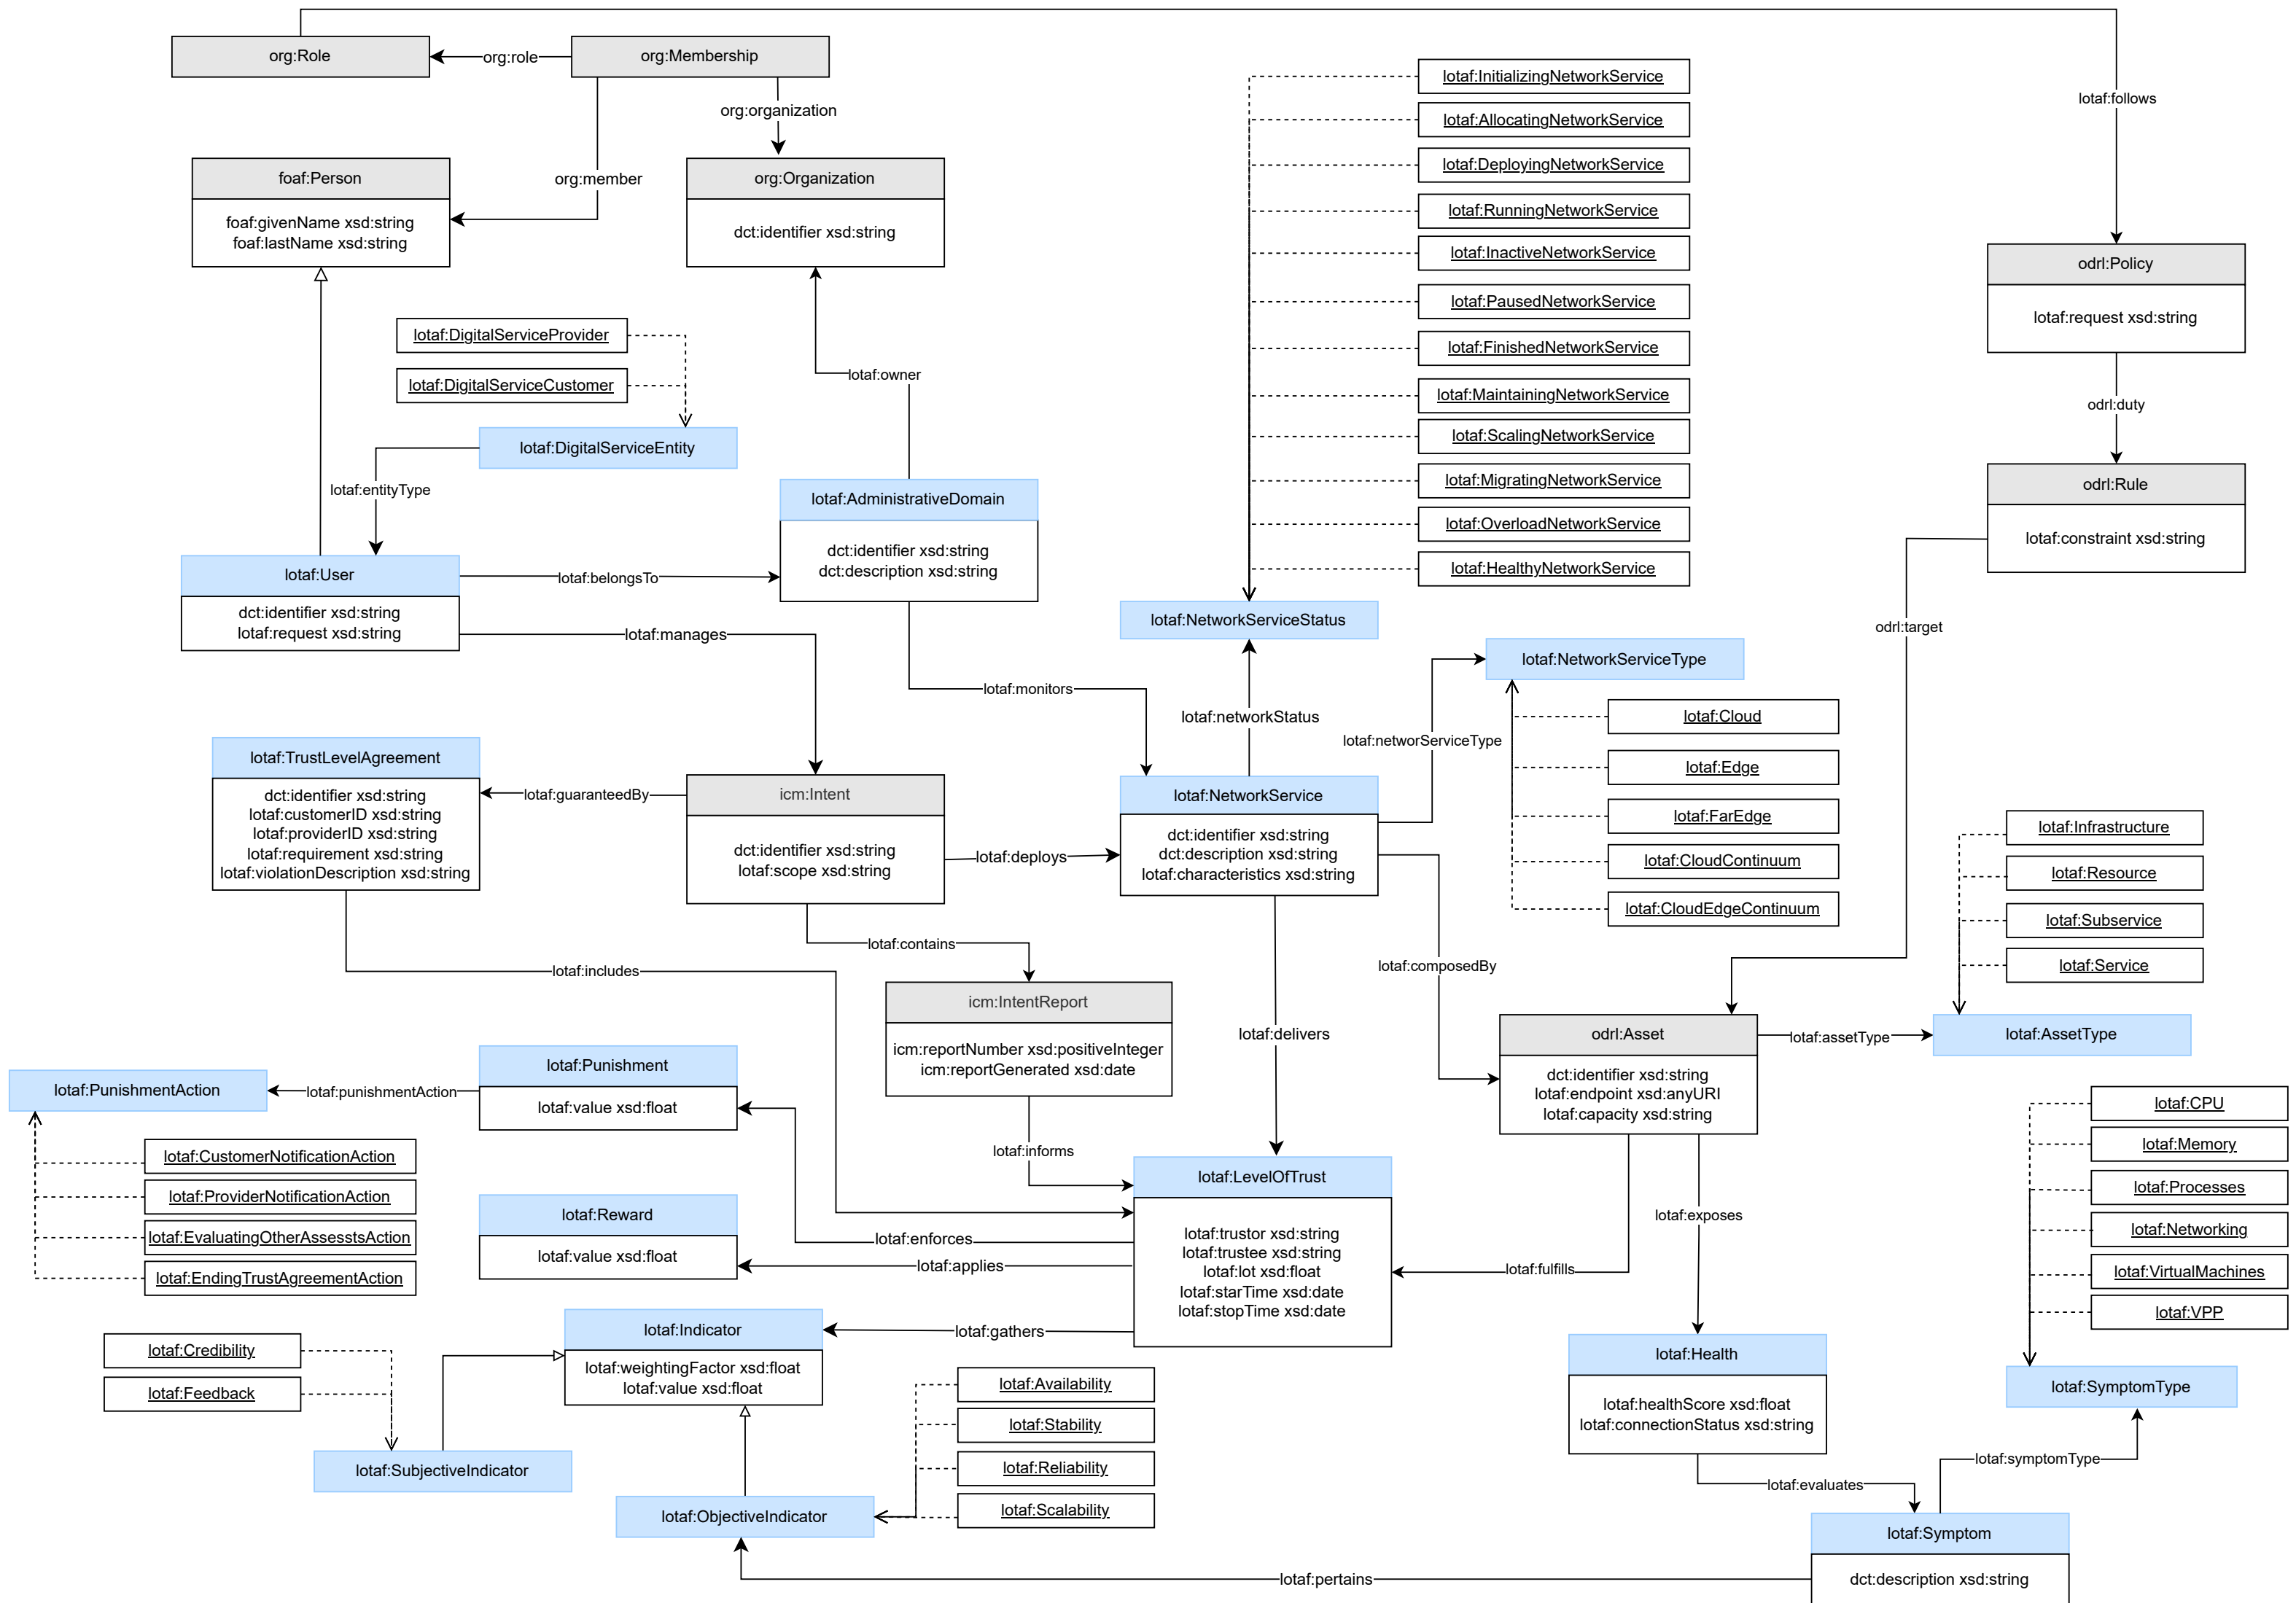 org:Role
org:role
org:Membership
org:organization
org:member
lotaf:follows
foaf:Person
foaf:givenName xsd:string
foaf:lastName xsd:string
org:Organization
dct:identifier xsd:string
lotaf:InitializingNetworkService
lotaf:AllocatingNetworkService
lotaf:DeployingNetworkService
lotaf:RunningNetworkService
lotaf:InactiveNetworkService
lotaf:PausedNetworkService
lotaf:FinishedNetworkService
lotaf:MaintainingNetworkService
lotaf:ScalingNetworkService
lotaf:MigratingNetworkService
lotaf:OverloadNetworkService
lotaf:HealthyNetworkService
odrl:Policy
lotaf:request xsd:string
odrl:duty
odrl:Rule
lotaf:constraint xsd:string
odrl:target
lotaf:DigitalServiceProvider
lotaf:DigitalServiceCustomer
lotaf:DigitalServiceEntity
lotaf:entityType
lotaf:owner
lotaf:AdministrativeDomain
dct:identifier xsd:string
dct:description xsd:string
lotaf:User
dct:identifier xsd:string
lotaf:request xsd:string
lotaf:belongsTo
lotaf:manages
lotaf:monitors
lotaf:NetworkServiceStatus
lotaf:networkStatus
lotaf:NetworkServiceType
lotaf:networServiceType
lotaf:Cloud
lotaf:Edge
lotaf:FarEdge
lotaf:CloudContinuum
lotaf:CloudEdgeContinuum
lotaf:TrustLevelAgreement
dct:identifier xsd:string
lotaf:customerID xsd:string
lotaf:providerID xsd:string
lotaf:requirement xsd:string
lotaf:violationDescription xsd:string
lotaf:guaranteedBy
icm:Intent
dct:identifier xsd:string
lotaf:scope xsd:string
lotaf:deploys
lotaf:NetworkService
dct:identifier xsd:string
dct:description xsd:string
lotaf:characteristics xsd:string
lotaf:Infrastructure
lotaf:Resource
lotaf:Subservice
lotaf:Service
lotaf:AssetType
lotaf:assetType
lotaf:contains
lotaf:includes
lotaf:composedBy
lotaf:delivers
icm:IntentReport
icm:reportNumber xsd:positiveInteger
icm:reportGenerated xsd:date
lotaf:informs
odrl:Asset
dct:identifier xsd:string
lotaf:endpoint xsd:anyURI
lotaf:capacity xsd:string
lotaf:PunishmentAction
lotaf:punishmentAction
lotaf:Punishment
lotaf:value xsd:float
lotaf:CustomerNotificationAction
lotaf:ProviderNotificationAction
lotaf:EvaluatingOtherAssesstsAction
lotaf:EndingTrustAgreementAction
lotaf:Reward
lotaf:value xsd:float
lotaf:enforces
lotaf:applies
lotaf:gathers
lotaf:LevelOfTrust
lotaf:trustor xsd:string
lotaf:trustee xsd:string
lotaf:lot xsd:float
lotaf:starTime xsd:date
lotaf:stopTime xsd:date
lotaf:fulfills
lotaf:exposes
lotaf:CPU
lotaf:Memory
lotaf:Processes
lotaf:Networking
lotaf:VirtualMachines
lotaf:VPP
lotaf:SymptomType
lotaf:Indicator
lotaf:weightingFactor xsd:float
lotaf:value xsd:float
lotaf:Credibility
lotaf:Feedback
lotaf:SubjectiveIndicator
lotaf:Availability
lotaf:Stability
lotaf:Reliability
lotaf:Scalability
lotaf:ObjectiveIndicator
lotaf:Health
lotaf:healthScore xsd:float
lotaf:connectionStatus xsd:string
lotaf:evaluates
lotaf:symptomType
lotaf:Symptom
dct:description xsd:string
lotaf:pertains